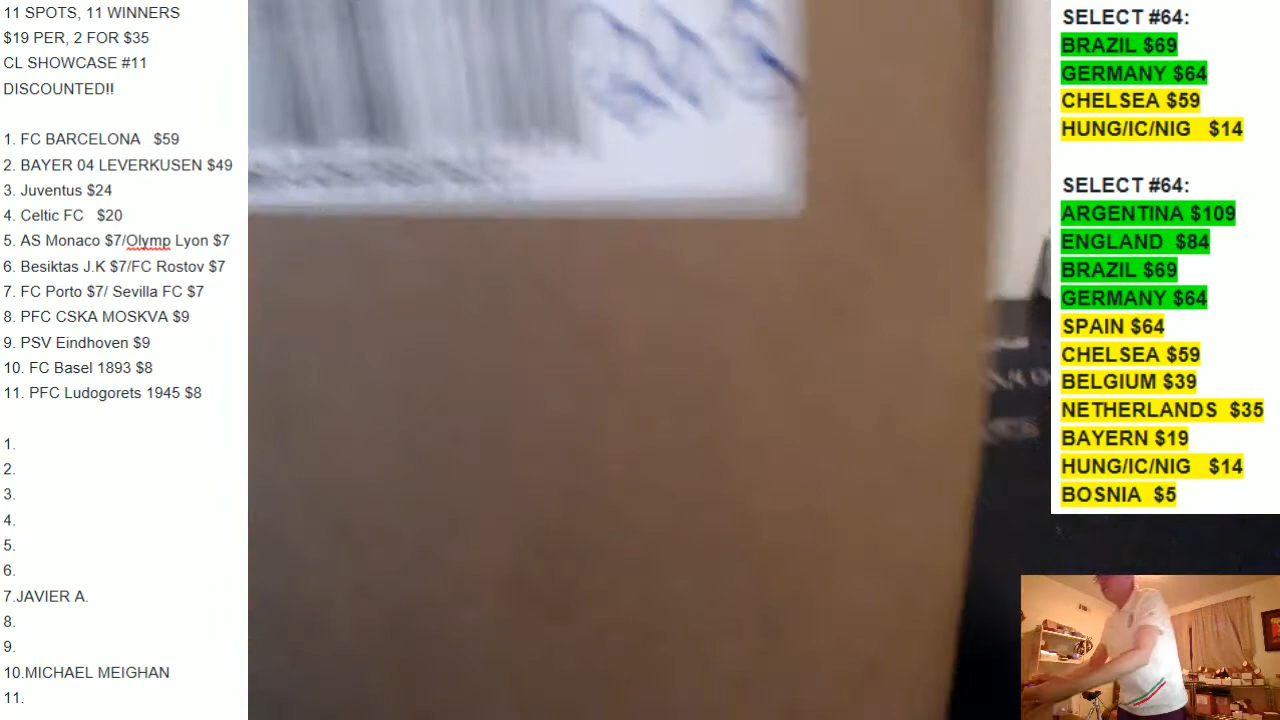 11 SPOTS, 11 WINNERS
$19 PER, 2 FOR $35
CL SHOWCASE #11
DISCOUNTED!!
1. FC BARCELONA $59
2. BAYER 04 LEVERKUSEN $49
3. Juventus $24
4. Celtic FC $20
5. AS Monaco $7/Olymp Lyon $7
6. Besiktas J.K $7/FC Rostov $7
7. FC Porto $7/ Sevilla FC $7
8. PFC CSKA MOSKVA $9
9. PSV Eindhoven $9
10. FC Basel 1893 $8
11. PFC Ludogorets 1945 $8
1.
2.
3.
4.
5.
6.
7.JAVIER A.
8.
9.
10.MICHAEL MEIGHAN
11.
SELECT #64:
BRAZIL $69
GERMANY $64
CHELSEA $59
HUNG/IC/NIG $14
SELECT #64:
ARGENTINA $109
ENGLAND $84
BRAZIL $69
GERMANY $64
SPAIN $64
CHELSEA $59
BELGIUM $39
NETHERLANDS $35
BAYERN $19
HUNG/IC/NIG $14
BOSNIA $5